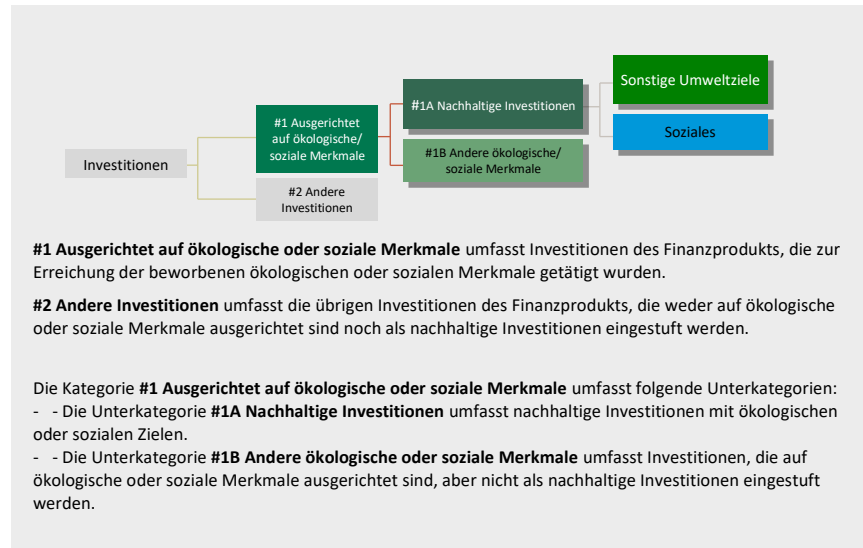 Sonstige Umweltziele
#1A Nachhaltige Investitionen
#1 Ausgerichtet
auf ökologische/
soziale Merkmale
Soziales
#1B Andere ökologische/
soziale Merkmale
Investitionen
#2 Andere
Investitionen
#1 Ausgerichtet auf ökologische oder soziale Merkmale umfasst Investitionen des Finanzprodukts, die zur
Erreichung der beworbenen ökologischen oder sozialen Merkmale getätigt wurden.
#2 Andere Investitionen umfasst die übrigen Investitionen des Finanzprodukts, die weder auf ökologische
oder soziale Merkmale ausgerichtet sind noch als nachhaltige Investitionen eingestuft werden.
Die Kategorie #1 Ausgerichtet auf ökologische oder soziale Merkmale umfasst folgende Unterkategorien:
- - Die Unterkategorie #1A Nachhaltige Investitionen umfasst nachhaltige Investitionen mit ökologischen
oder sozialen Zielen.
- - Die Unterkategorie #1B Andere ökologische oder soziale Merkmale umfasst Investitionen, die auf
ökologische oder soziale Merkmale ausgerichtet sind, aber nicht als nachhaltige Investitionen eingestuft
werden.